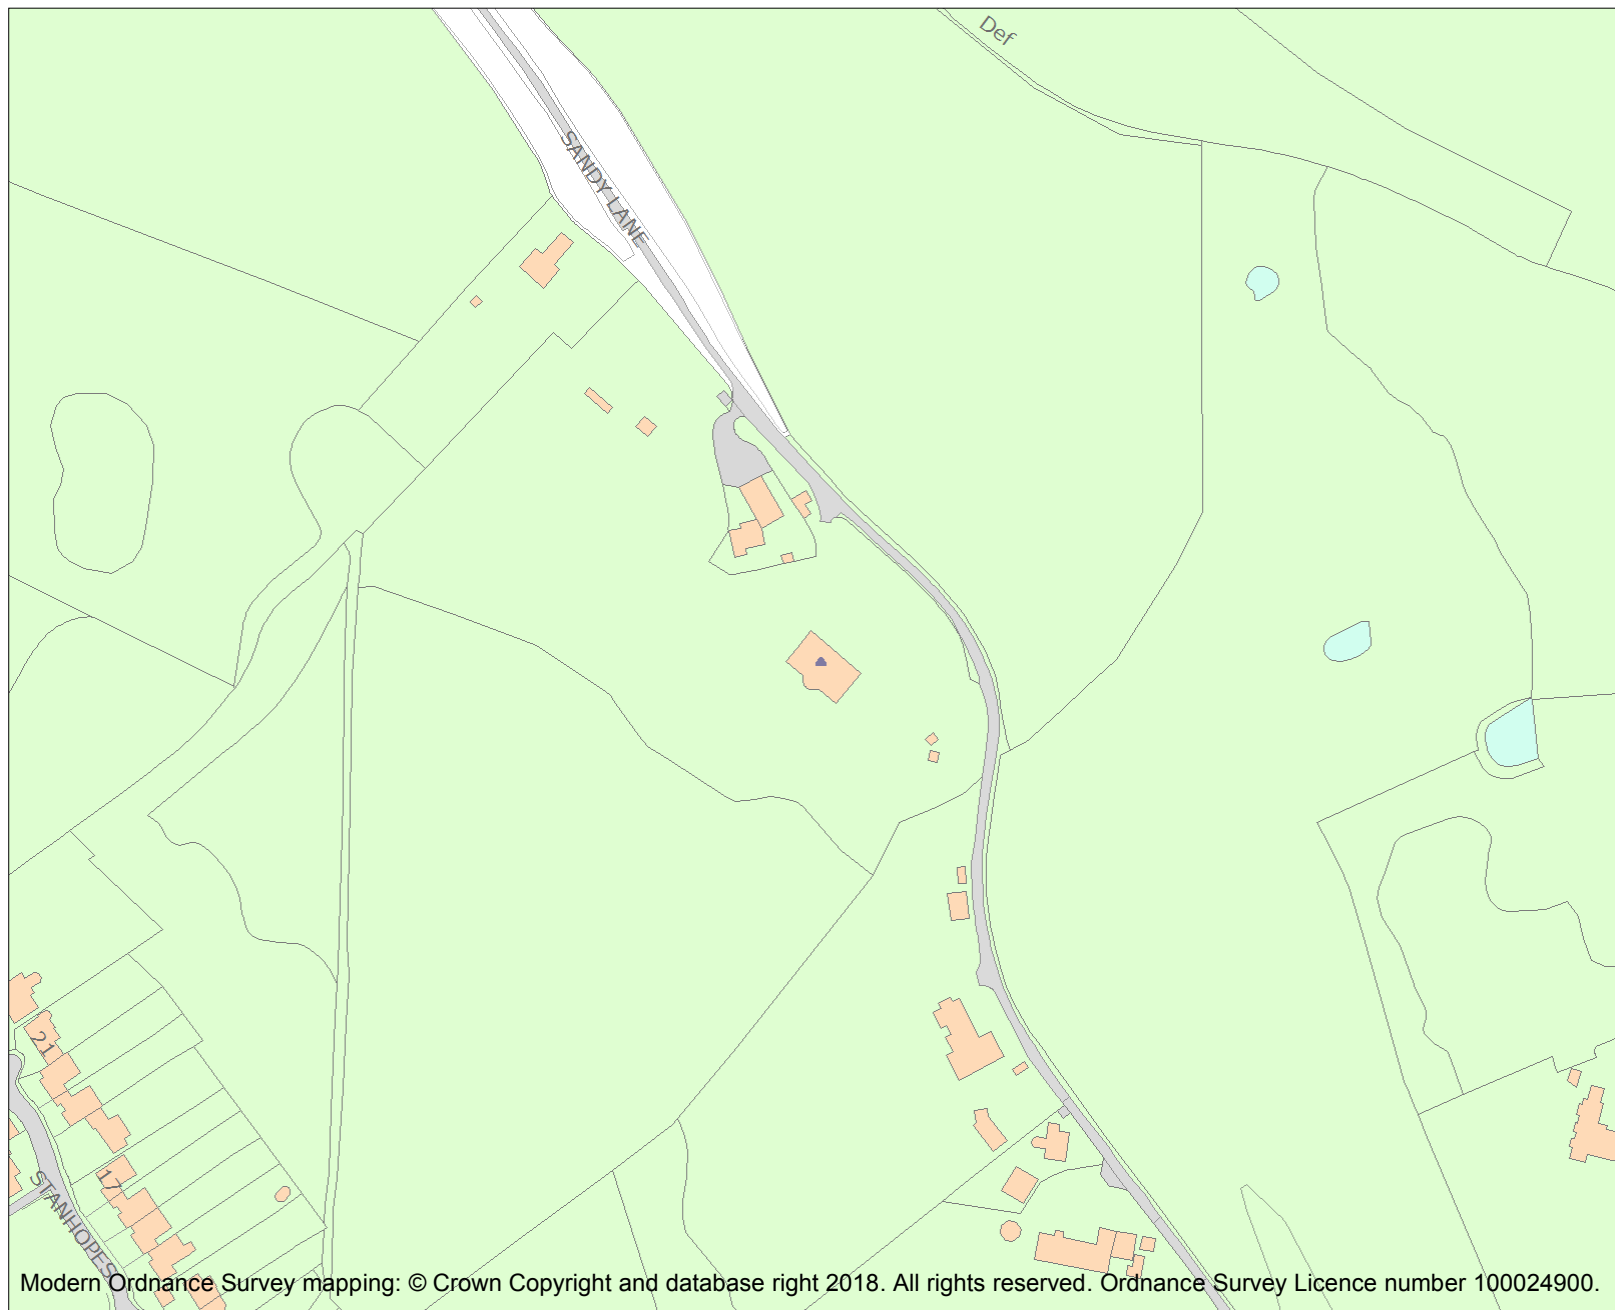 Def
SANDY LANE
21
17
STANHOPES
Modern Ordnance Survey mapping: © Crown Copyright and database right 2018. All rights reserved. Ordnance Survey Licence number 100024900.